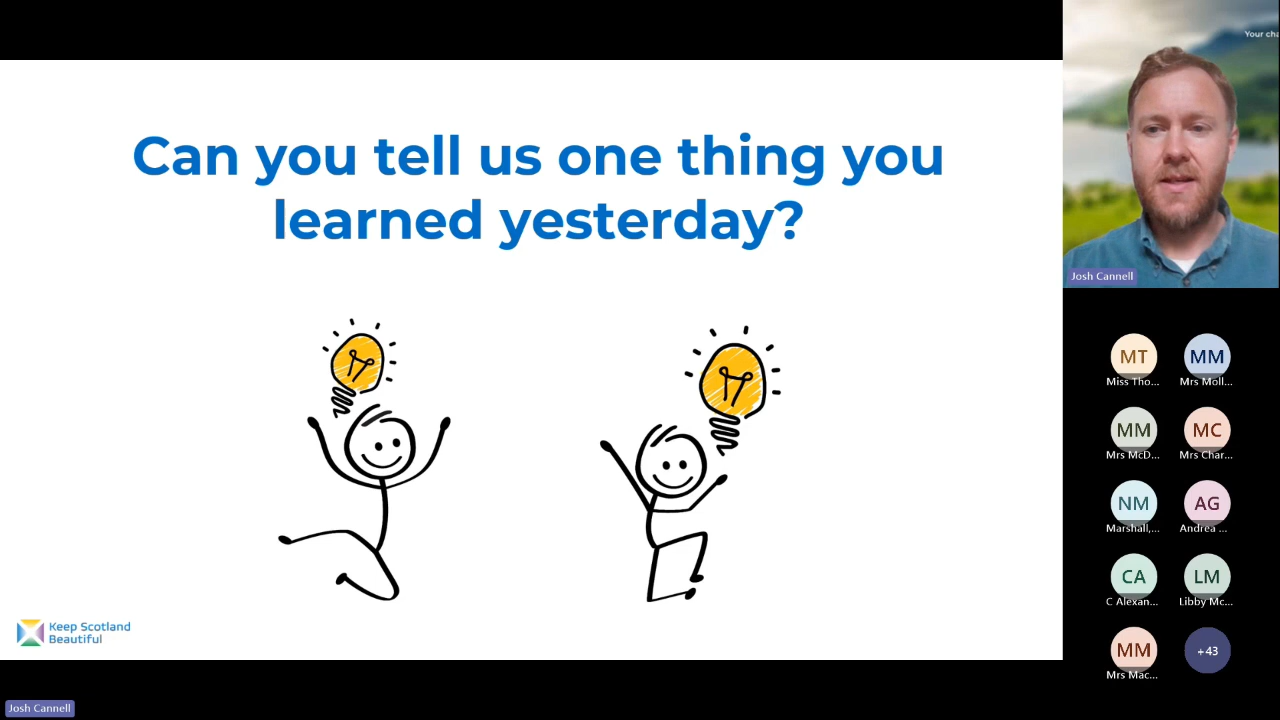 Your cha
Can you tell us one thing you
learned yesterday?
Josh Cannell
MT
MM
Miss Tho...
Mrs Moll...
MM
MC
Mrs McD...
Mrs Char...
NM
AG
Marshall,...
Andrea ...
CA
LM
C Alexan...
Libby Mc...
MM
+43
Mrs Mac...
Keep Scotland
Beautiful
Josh Cannell